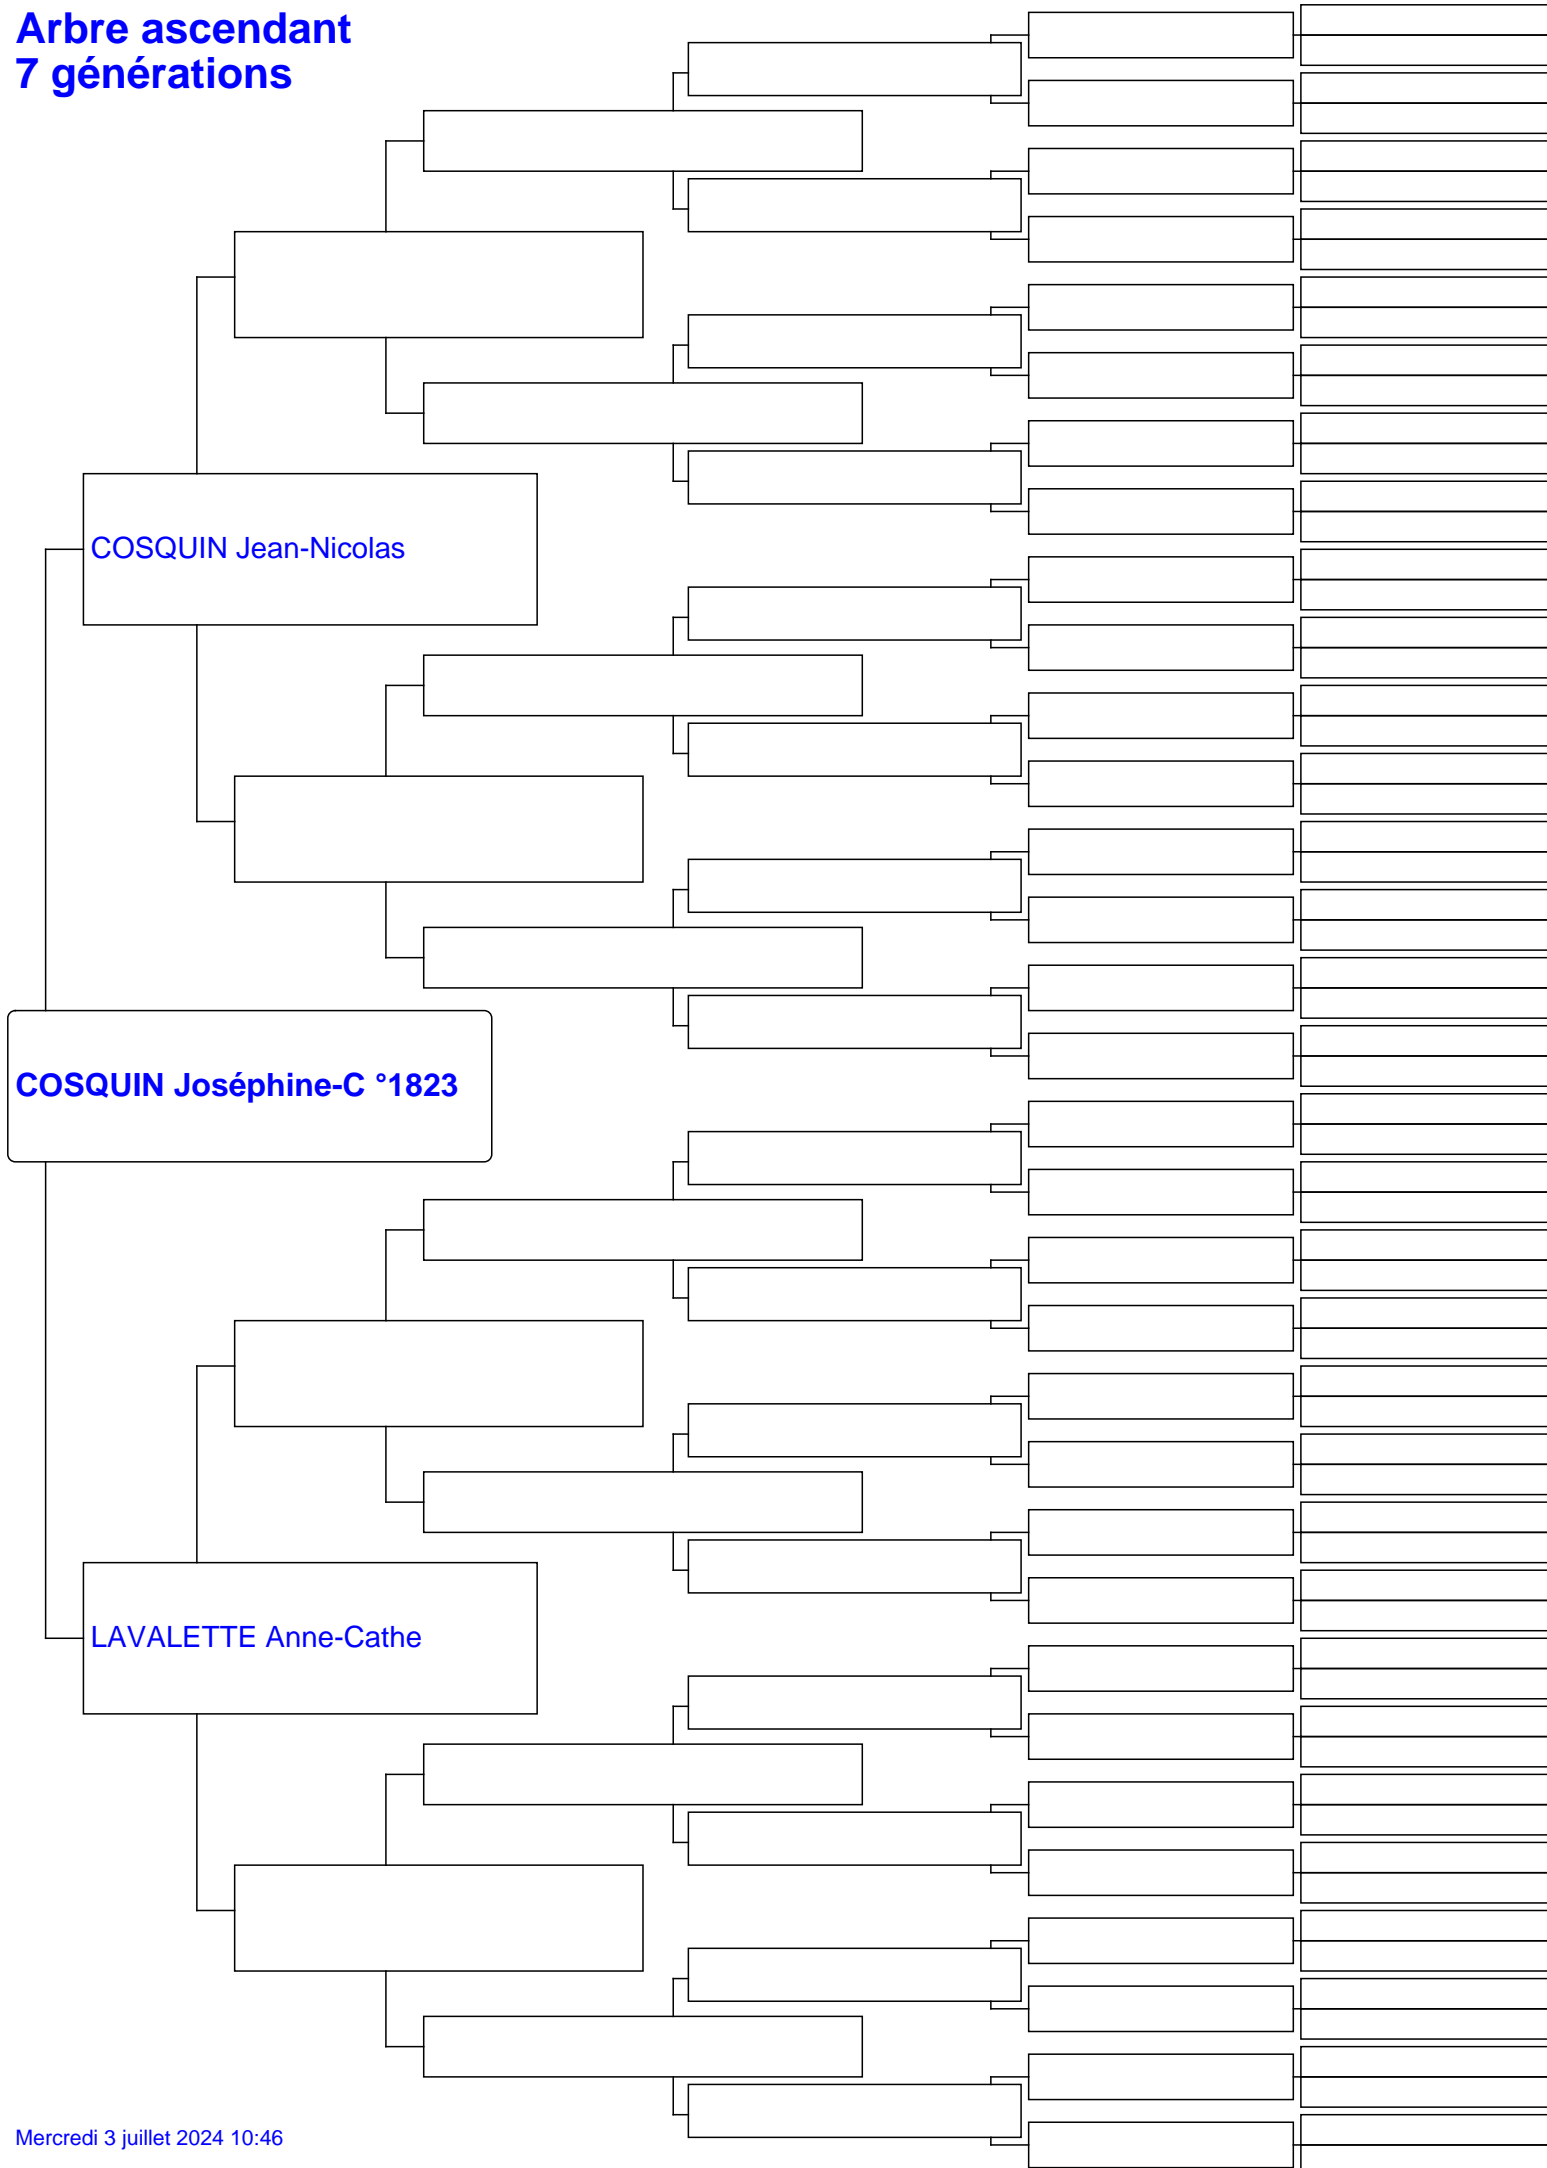 Arbre ascendant
7 générations
COSQUIN Jean-Nicolas
COSQUIN Joséphine-C °1823
LAVALETTE Anne-Cathe
Mercredi 3 juillet 2024 10:46